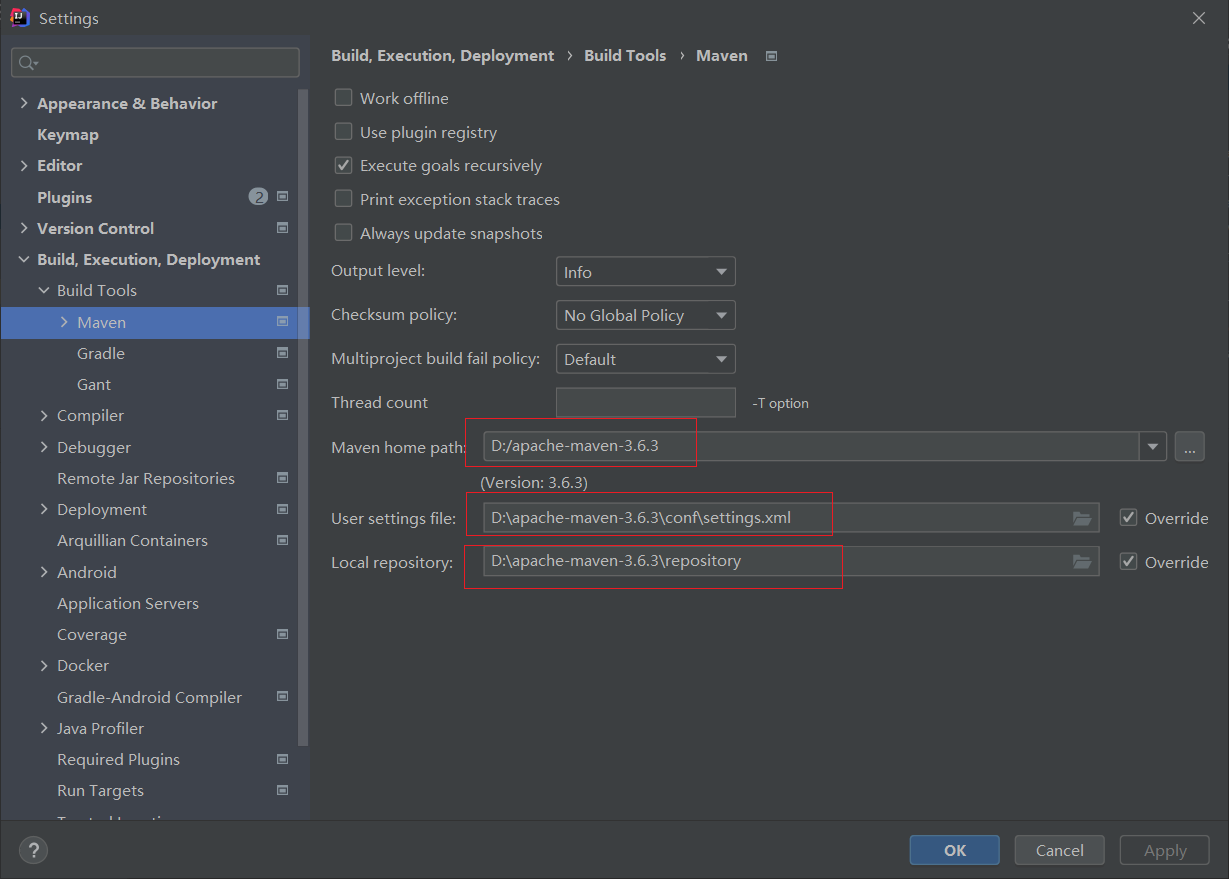 Settings
Build, Execution, Deployment › Build Tools › Maven
Appearance & Behavior
Keymap
Editor
Plugins 2
Version Control
Build, Execution, Deployment
Build Tools
Maven
Gradle
Gant
Compiler
Debugger
Remote Jar Repositories
Deployment
Arquillian Containers
Android
Application Servers
Coverage
Docker
Gradle-Android Compiler
Java Profiler
Required Plugins
Run Targets
Work offline
Use plugin registry
Execute goals recursively
Print exception stack traces
Always update snapshots
Output level: Info
Checksum policy: No Global Policy
Multiproject build fail policy: Default
Thread count -T option
Maven home path: D:/apache-maven-3.6.3 ...
(Version: 3.6.3)
User settings file: D:\apache-maven-3.6.3\conf\settings.xml Override
Local repository: D:\apache-maven-3.6.3\repository Override
? OK Cancel Apply